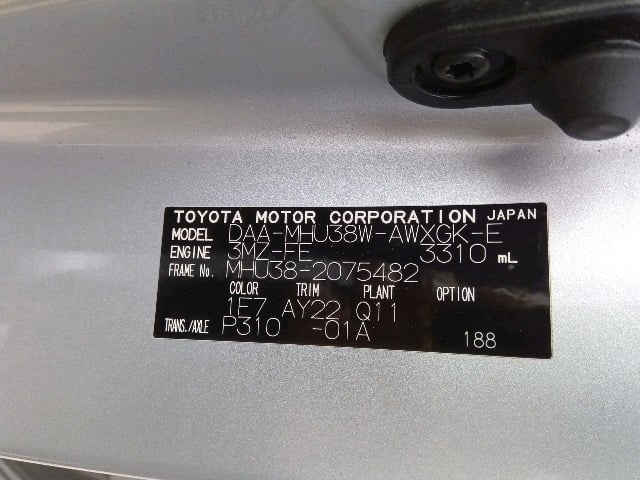 TOYOTA MOTOR CORPORATION JAPAN
MODEL DAA-MHU38W-AWXGK-E
ENGINE 3MZ-FE 3310 mL
FRAME No. MHU38-2075482
COLOR TRIM PLANT OPTION
1E7 AY22 Q11
TRANS./AXLE P310 -01A 188